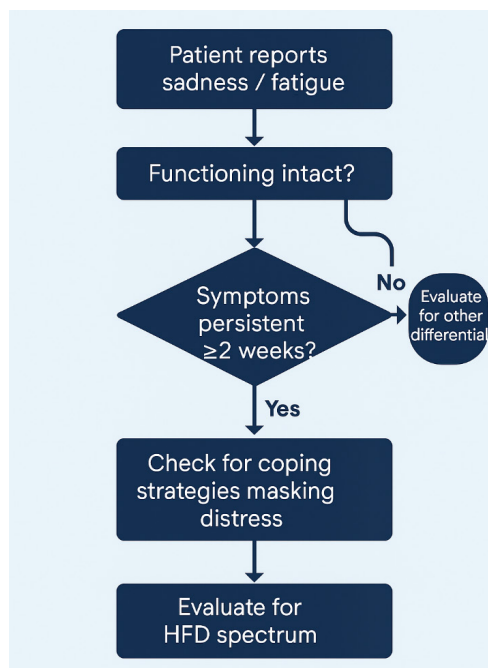 Patient reports
sadness / fatigue
Functioning intact?
Symptoms
persistent
≥2 weeks?
No
Evaluate
for other
differential
Yes
Check for coping
strategies masking
distress
Evaluate for
HFD spectrum